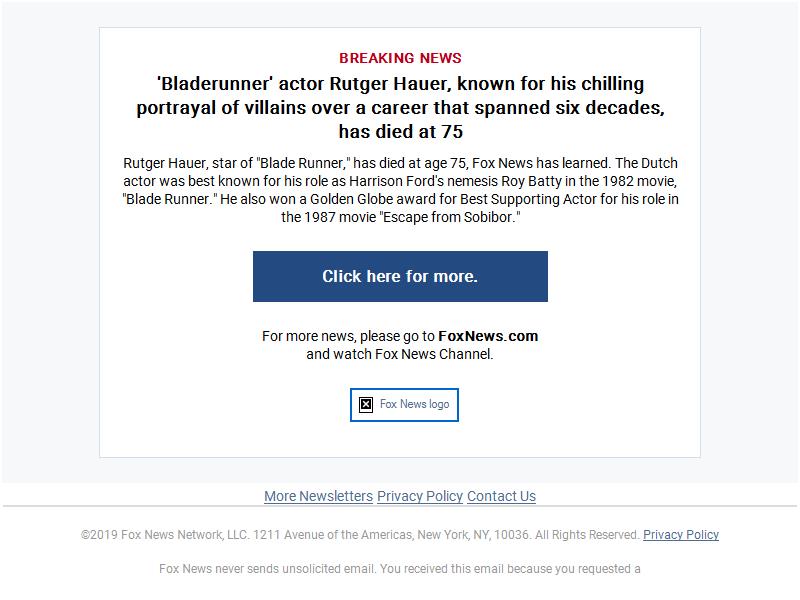 BREAKING NEWS
'Bladerunner' actor Rutger Hauer, known for his chilling
portrayal of villains over a career that spanned six decades,
has died at 75
Rutger Hauer, star of "Blade Runner," has died at age 75, Fox News has learned. The Dutch
actor was best known for his role as Harrison Ford's nemesis Roy Batty in the 1982 movie,
"Blade Runner." He also won a Golden Globe award for Best Supporting Actor for his role in
the 1987 movie "Escape from Sobibor."
Click here for more.
For more news, please go to FoxNews.com
and watch Fox News Channel.
Fox News logo
More Newsletters Privacy Policy Contact Us
©2019 Fox News Network, LLC. 1211 Avenue of the Americas, New York, NY, 10036. All Rights Reserved. Privacy Policy
Fox News never sends unsolicited email. You received this email because you requested a